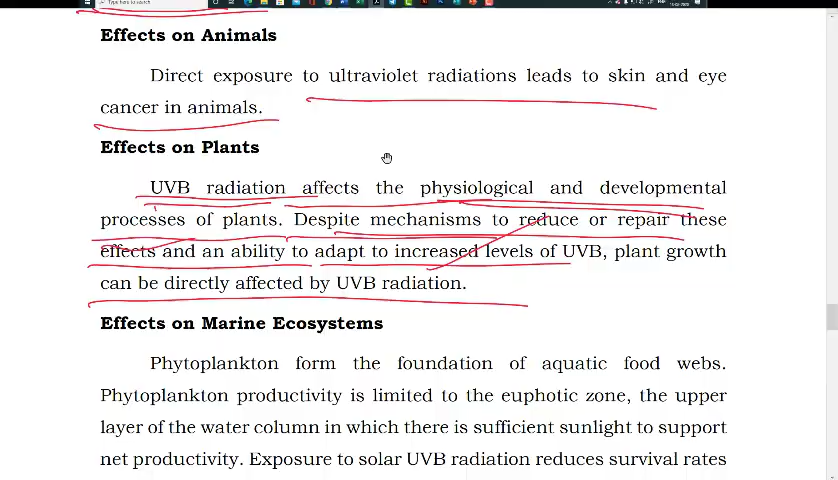 Type here to search
Effects on Animals
Direct exposure to ultraviolet radiations leads to skin and eye
cancer in animals.
Effects on Plants
UVB radiation affects the physiological and developmental
processes of plants. Despite mechanisms to reduce or repair these
effects and an ability to adapt to increased levels of UVB, plant growth
can be directly affected by UVB radiation.
Effects on Marine Ecosystems
Phytoplankton form the foundation of aquatic food webs.
Phytoplankton productivity is limited to the euphotic zone, the upper
layer of the water column in which there is sufficient sunlight to support
net productivity. Exposure to solar UVB radiation reduces survival rates